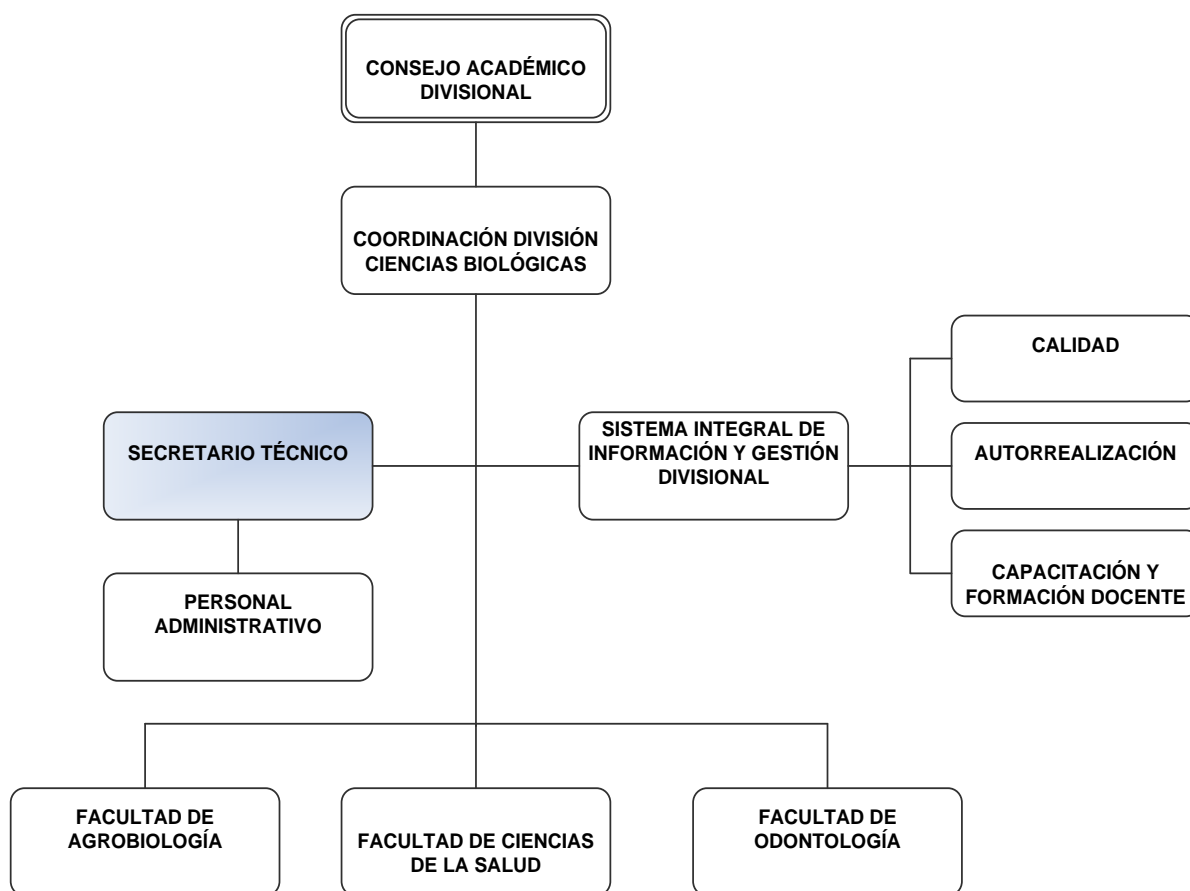 CONSEJO ACADÉMICO
DIVISIONAL
COORDINACIÓN DIVISIÓN
CIENCIAS BIOLÓGICAS
CALIDAD
SECRETARIO TÉCNICO
SISTEMA INTEGRAL DE
INFORMACIÓN Y GESTIÓN
DIVISIONAL
AUTORREALIZACIÓN
CAPACITACIÓN Y
FORMACIÓN DOCENTE
PERSONAL
ADMINISTRATIVO
FACULTAD DE
AGROBIOLOGÍA
FACULTAD DE CIENCIAS
DE LA SALUD
FACULTAD DE
ODONTOLOGÍA